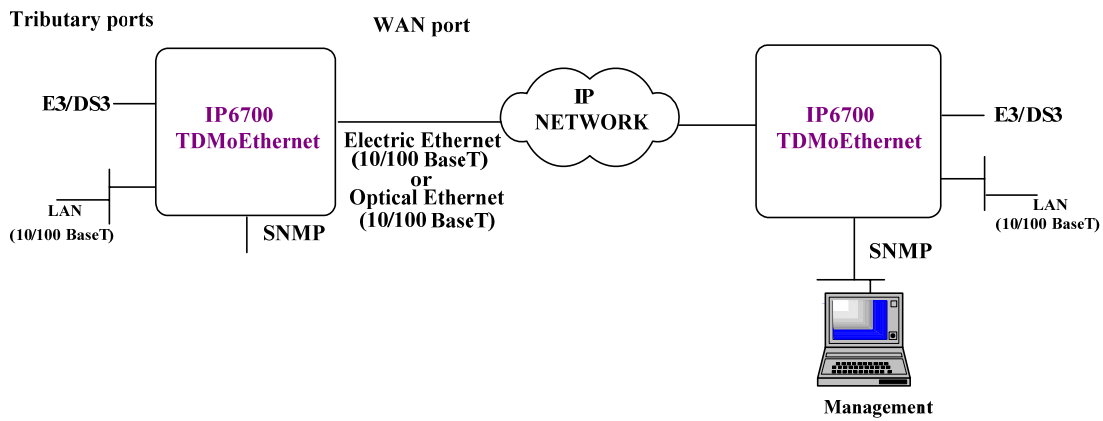 Tributary ports
WAN port
E3/DS3
IP6700
TDMoEthernet
LAN
(10/100 BaseT)
SNMP
Electric Ethernet
(10/100 BaseT)
or
Optical Ethernet
(10/100 BaseT)
IP
NETWORK
IP6700
TDMoEthernet
E3/DS3
LAN
(10/100 BaseT)
SNMP
Management